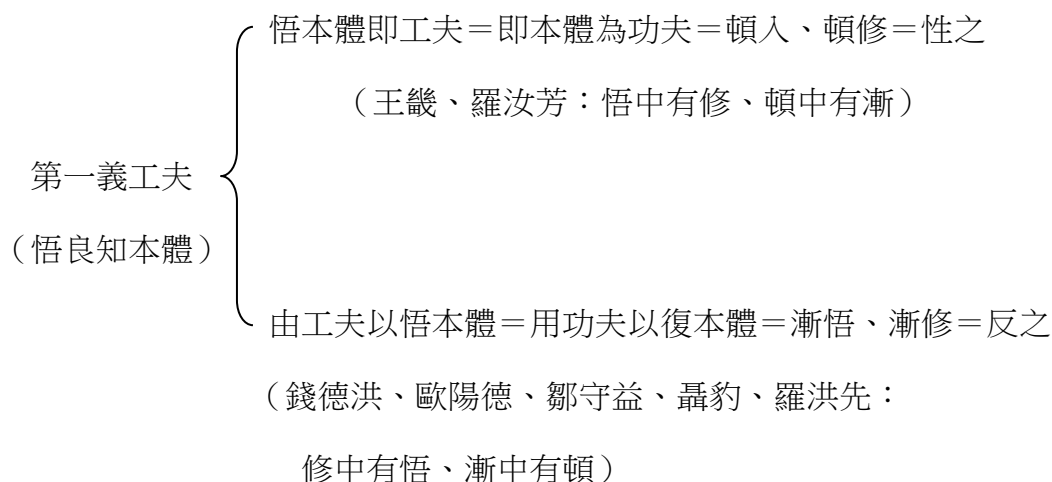 悟本體即工夫＝即本體為功夫＝頓入、頓修＝性之
（王畿、羅汝芳：悟中有修、頓中有漸）
第一義工夫
（悟良知本體）
由工夫以悟本體＝用功夫以復本體＝漸悟、漸修＝反之
（錢德洪、歐陽德、鄒守益、聶豹、羅洪先：
修中有悟、漸中有頓）